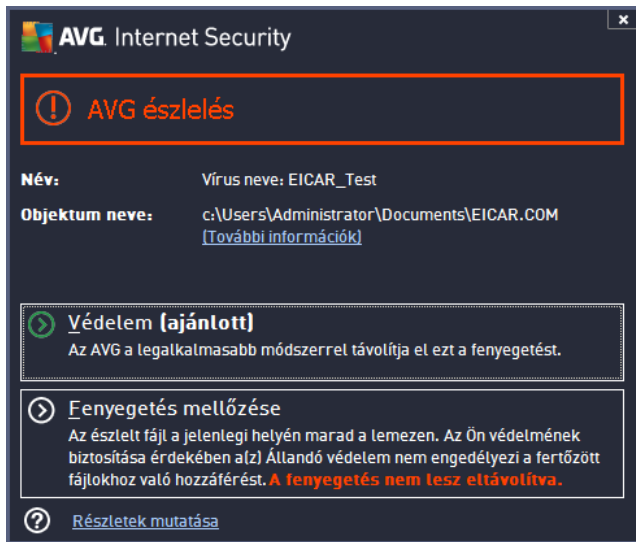 AVG. Internet Security
AVG észlelés
Név: Vírus neve: EICAR_Test
Objektum neve: c:\Users\Administrator\Documents\EICAR.COM
(További információk)
Védelem (ajánlott)
Az AVG a legalkalmasabb módszerrel távolítja el ezt a fenyegetést.
Fenyegetés mellőzése
Az észlelt fájl a jelenlegi helyén marad a lemezen. Az Ön védelmének
biztosítása érdekében a(z) Állandó védelem nem engedélyezi a fertőzött
fájlokhoz való hozzáférést. A fenyegetés nem lesz eltávolítva.
Részletek mutatása